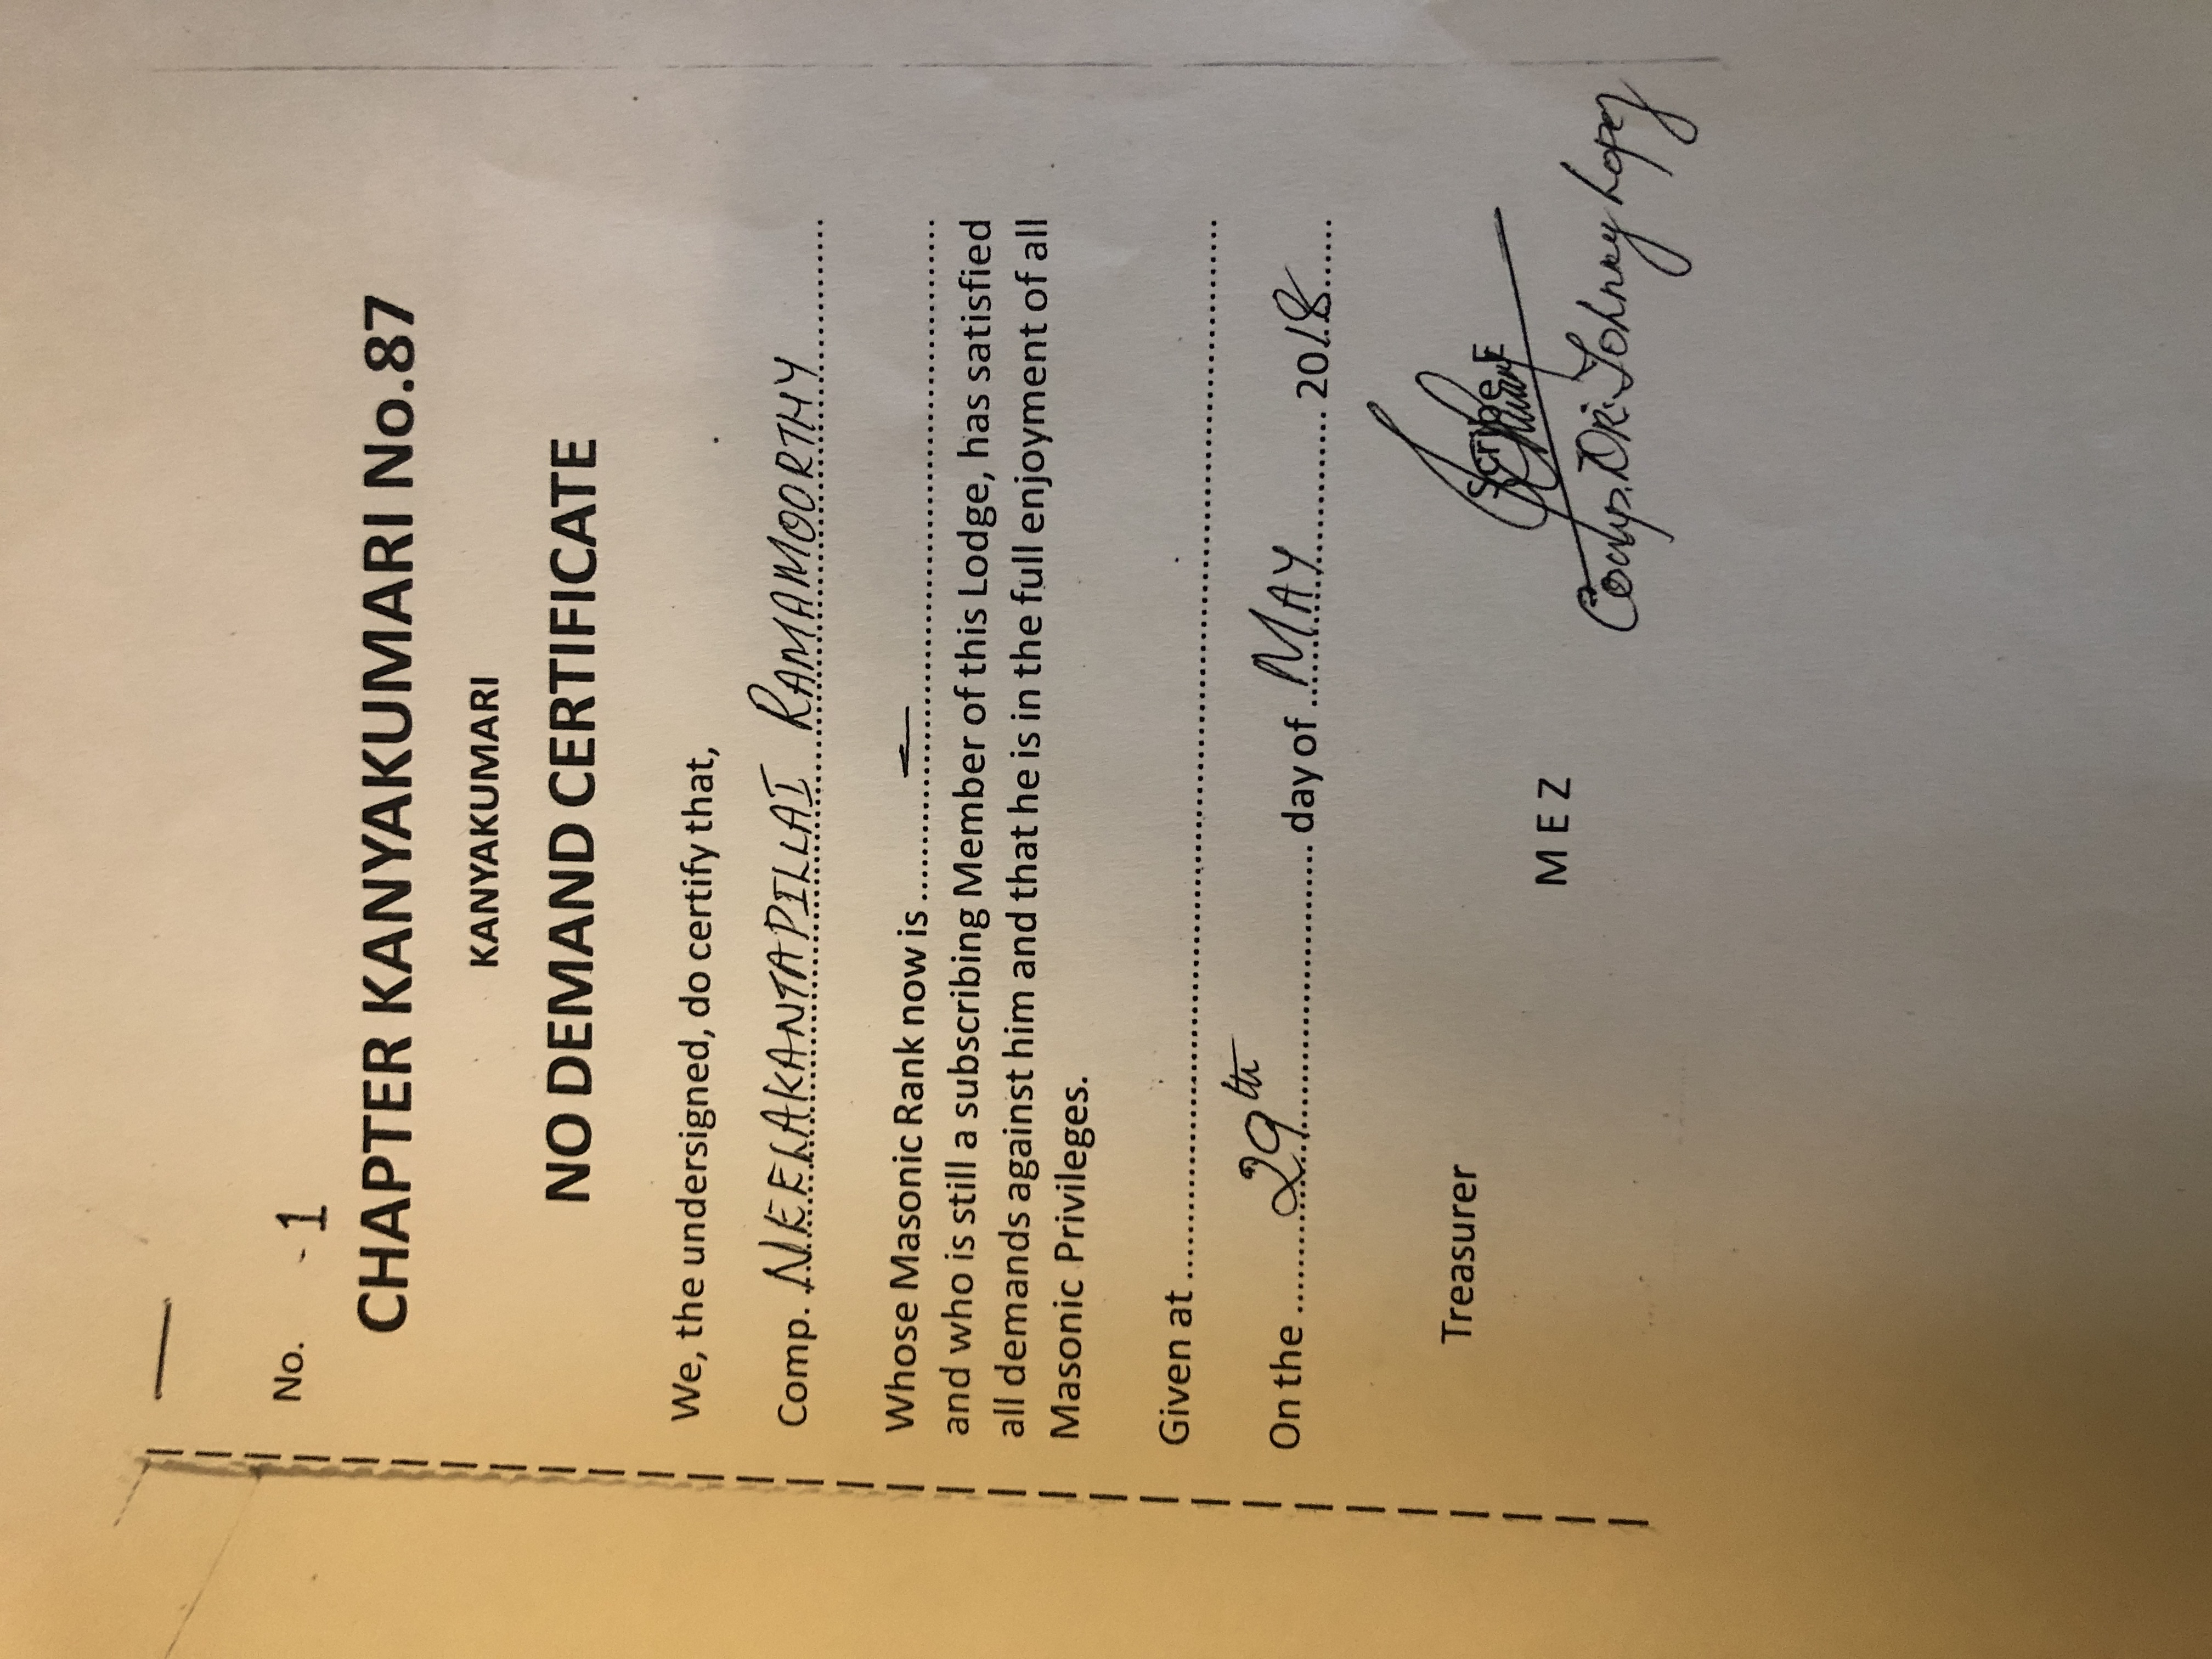 No. - 1
CHAPTER KANYAKUMARI No.87
KANYAKUMARI
NO DEMAND CERTIFICATE
We, the undersigned, do certify that,
Comp. NEELAKANTAPILLAI RAMAMOORTHY
Whose Masonic Rank now is —
and who is still a subscribing Member of this Lodge, has satisfied
all demands against him and that he is in the full enjoyment of all
Masonic Privileges.
Given at
On the 29th day of MAY 2018
Treasurer
M E Z
Scribe E
Comp. Dr. Johnny Lopez